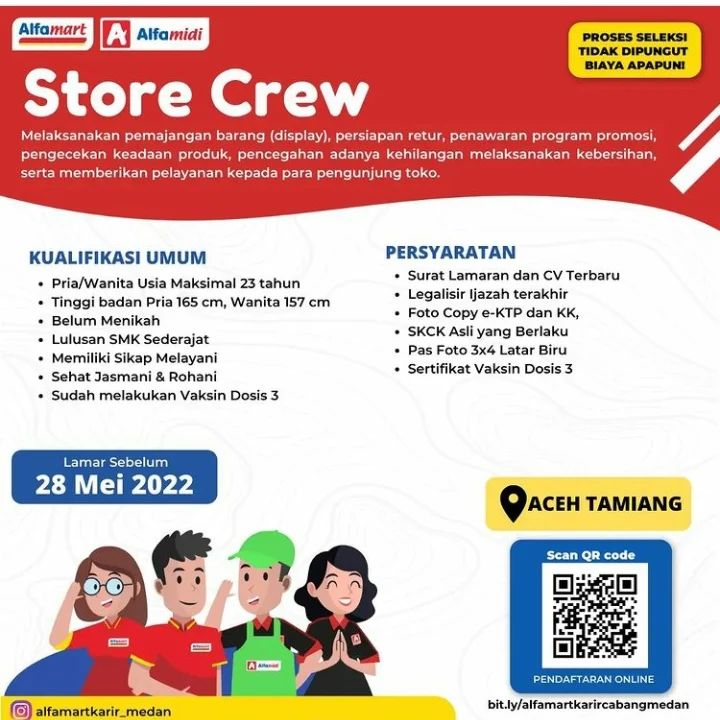 Alfamart
Alfamidi
PROSES SELEKSI
TIDAK DIPUNGUT
BIAYA APAPUN!
Store Crew
Melaksanakan pemajangan barang (display), persiapan retur, penawaran program promosi,
pengecekan keadaan produk, pencegahan adanya kehilangan melaksanakan kebersihan,
serta memberikan pelayanan kepada para pengunjung toko.
KUALIFIKASI UMUM
• Pria/Wanita Usia Maksimal 23 tahun
• Tinggi badan Pria 165 cm, Wanita 157 cm
• Belum Menikah
• Lulusan SMK Sederajat
• Memiliki Sikap Melayani
• Sehat Jasmani & Rohani
• Sudah melakukan Vaksin Dosis 3
PERSYARATAN
• Surat Lamaran dan CV Terbaru
• Legalisir Ijazah terakhir
• Foto Copy e-KTP dan KK,
• SKCK Asli yang Berlaku
• Pas Foto 3x4 Latar Biru
• Sertifikat Vaksin Dosis 3
Lamar Sebelum
28 Mei 2022
ACEH TAMIANG
Scan QR code
PENDAFTARAN ONLINE
bit.ly/alfamartkarircabangmedan
Alfamart
Alfamart
Alfamidi
alfamartkarir_medan